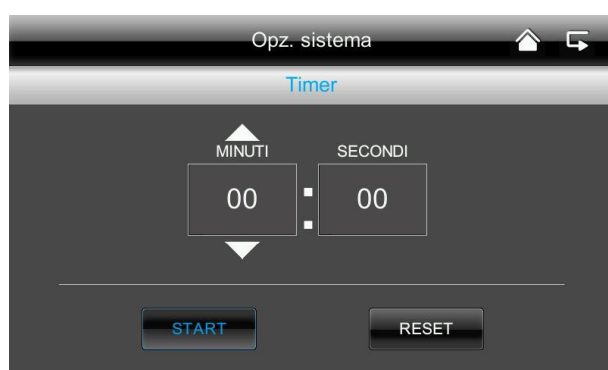 Opz. sistema
Timer
MINUTI SECONDI
00 : 00
START RESET